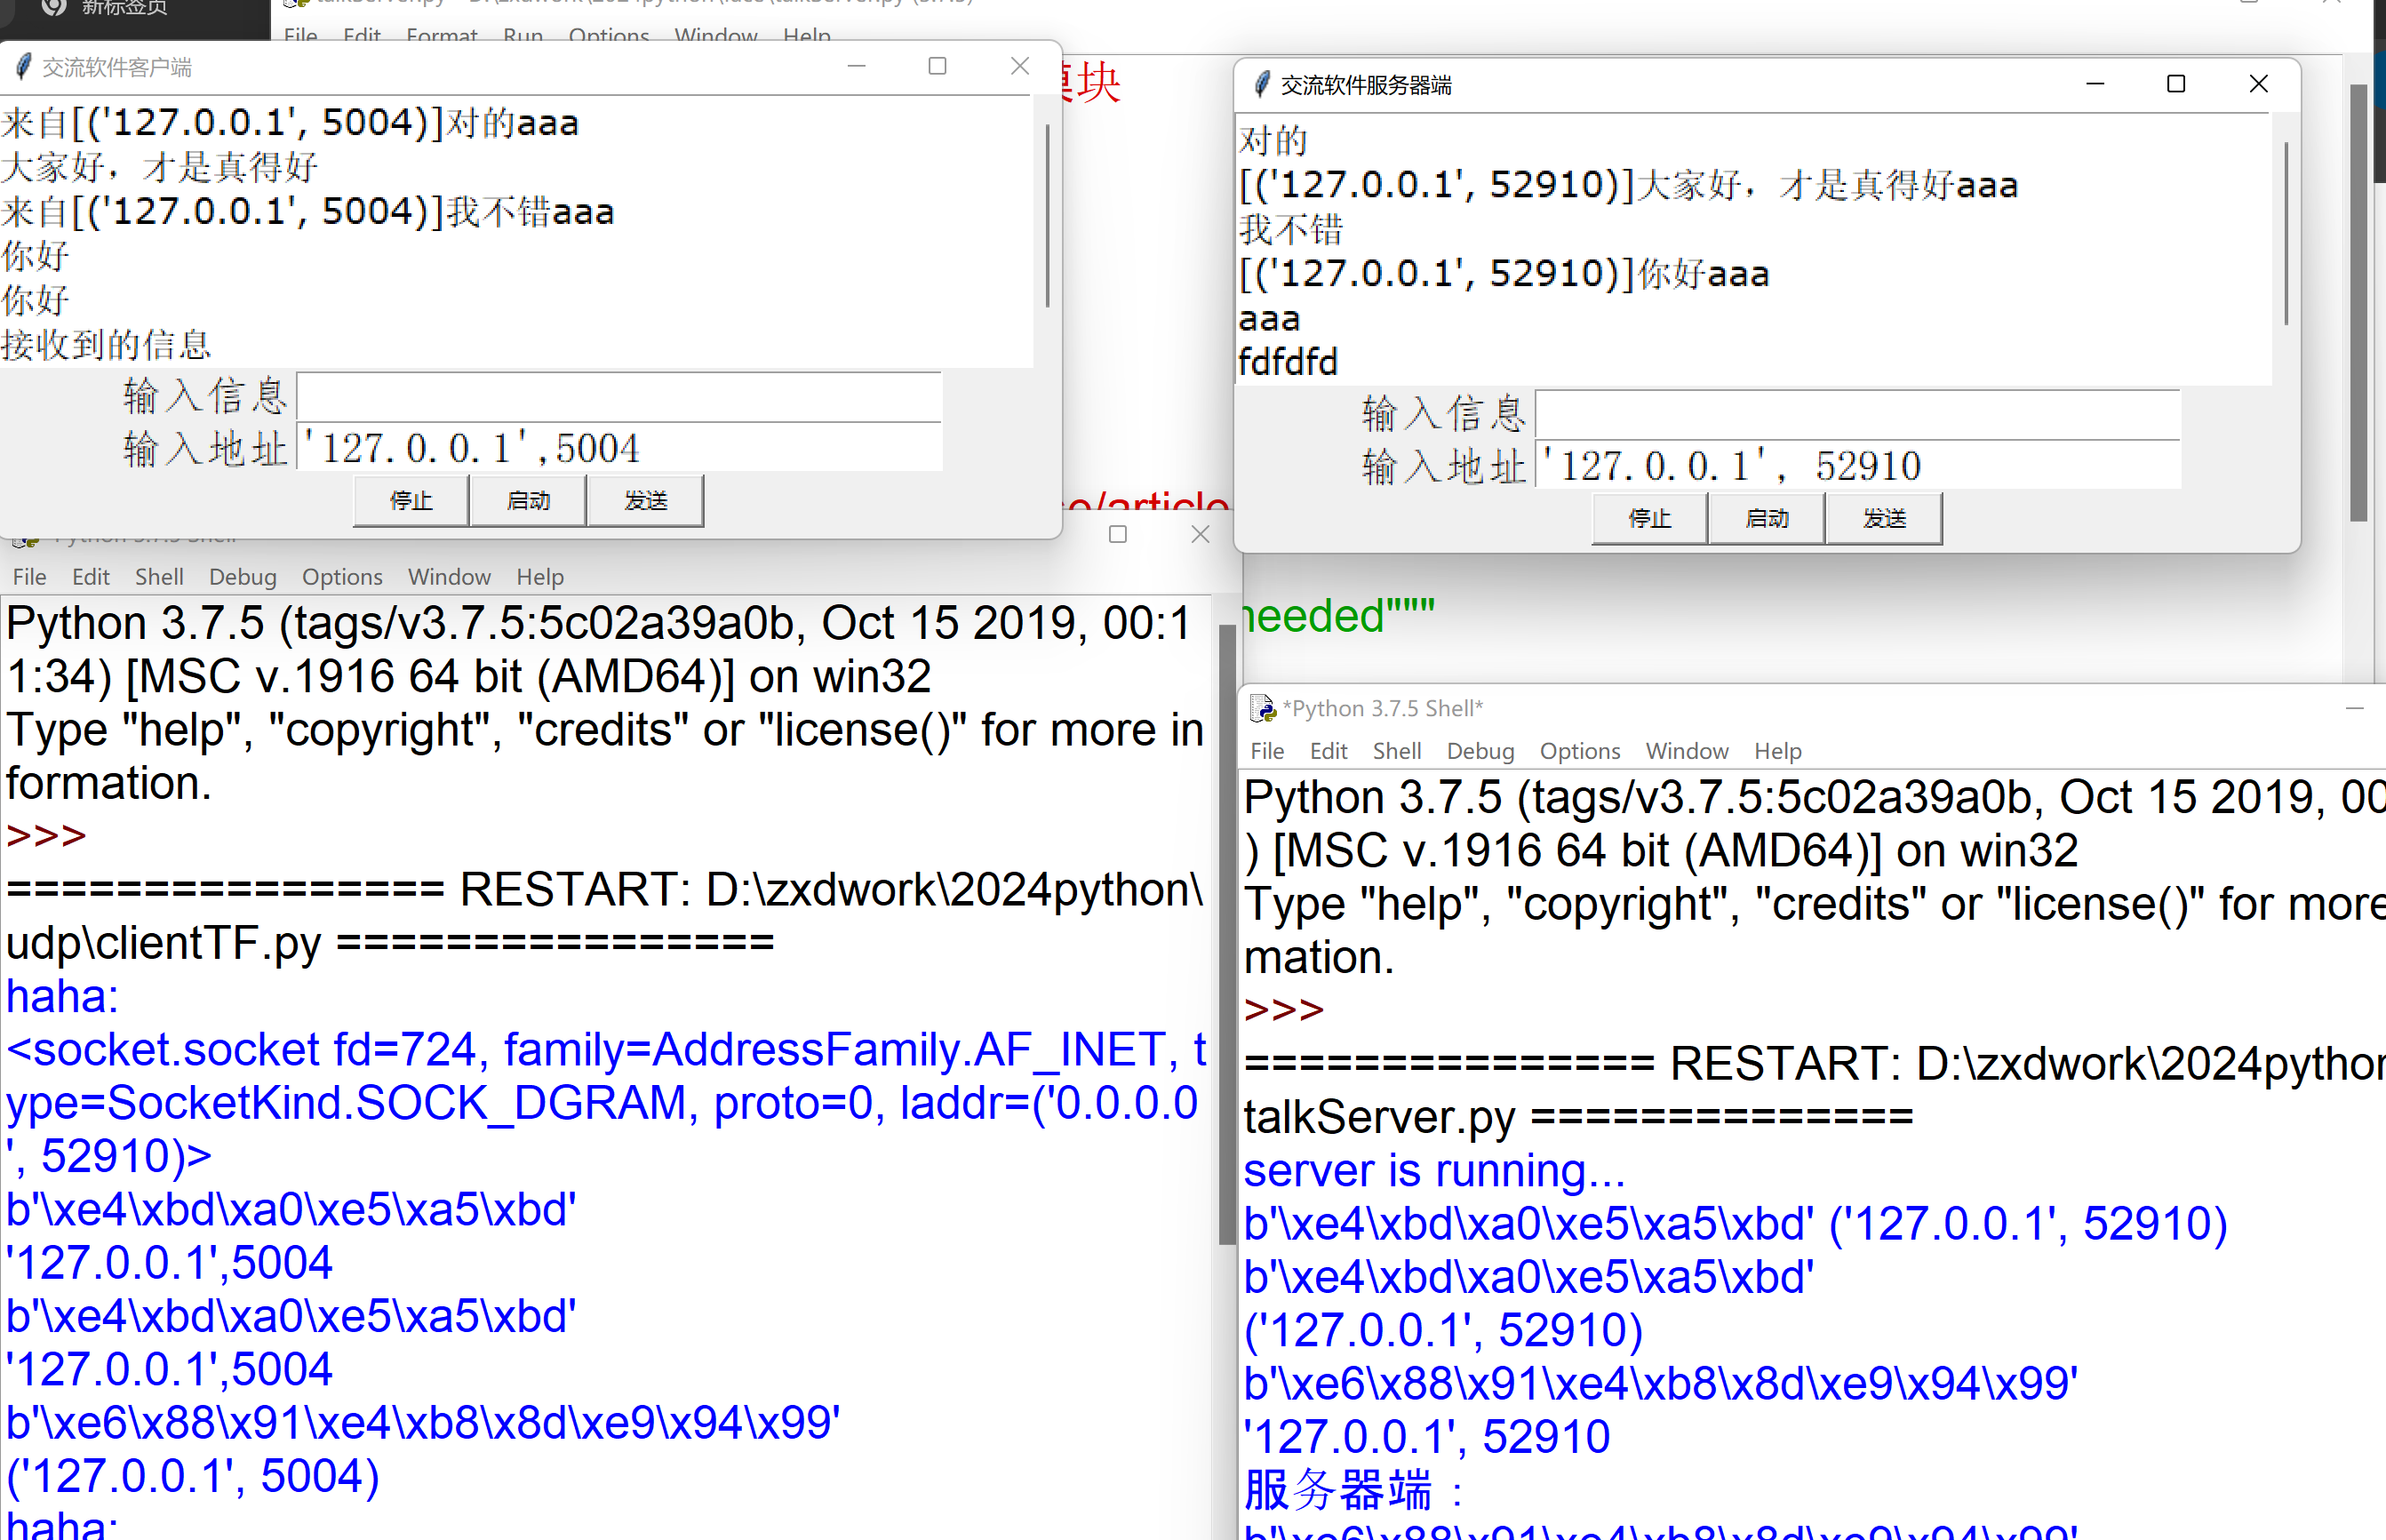 新标签页
File Edit Format Run Options Window Help
交流软件客户端
来自[('127.0.0.1', 5004)]对的aaa
大家好，才是真得好
来自[('127.0.0.1', 5004)]我不错aaa
你好
你好
接收到的信息
输入信息
输入地址 '127.0.0.1',5004
停止 启动 发送
块
交流软件服务器端
对的
[('127.0.0.1', 52910)]大家好，才是真得好aaa
我不错
[('127.0.0.1', 52910)]你好aaa
aaa
fdfdfd
输入信息
输入地址 '127.0.0.1', 52910
停止 启动 发送
needed"""
File Edit Shell Debug Options Window Help
Python 3.7.5 (tags/v3.7.5:5c02a39a0b, Oct 15 2019, 00:1
1:34) [MSC v.1916 64 bit (AMD64)] on win32
Type "help", "copyright", "credits" or "license()" for more in
formation.
>>>
================ RESTART: D:\zxdwork\2024python\
udp\clientTF.py ================
haha:
<socket.socket fd=724, family=AddressFamily.AF_INET, t
ype=SocketKind.SOCK_DGRAM, proto=0, laddr=('0.0.0.0
', 52910)>
b'\xe4\xbd\xa0\xe5\xa5\xbd'
'127.0.0.1',5004
b'\xe4\xbd\xa0\xe5\xa5\xbd'
'127.0.0.1',5004
b'\xe6\x88\x91\xe4\xb8\x8d\xe9\x94\x99'
('127.0.0.1', 5004)
haha:
*Python 3.7.5 Shell*
File Edit Shell Debug Options Window Help
Python 3.7.5 (tags/v3.7.5:5c02a39a0b, Oct 15 2019, 00
) [MSC v.1916 64 bit (AMD64)] on win32
Type "help", "copyright", "credits" or "license()" for more
mation.
>>>
=============== RESTART: D:\zxdwork\2024python
talkServer.py ==============
server is running...
b'\xe4\xbd\xa0\xe5\xa5\xbd' ('127.0.0.1', 52910)
b'\xe4\xbd\xa0\xe5\xa5\xbd'
('127.0.0.1', 52910)
b'\xe6\x88\x91\xe4\xb8\x8d\xe9\x94\x99'
'127.0.0.1', 52910
服务器端：
b'\xe6\x88\x91\xe4\xb8\x8d\xe9\x94\x99'